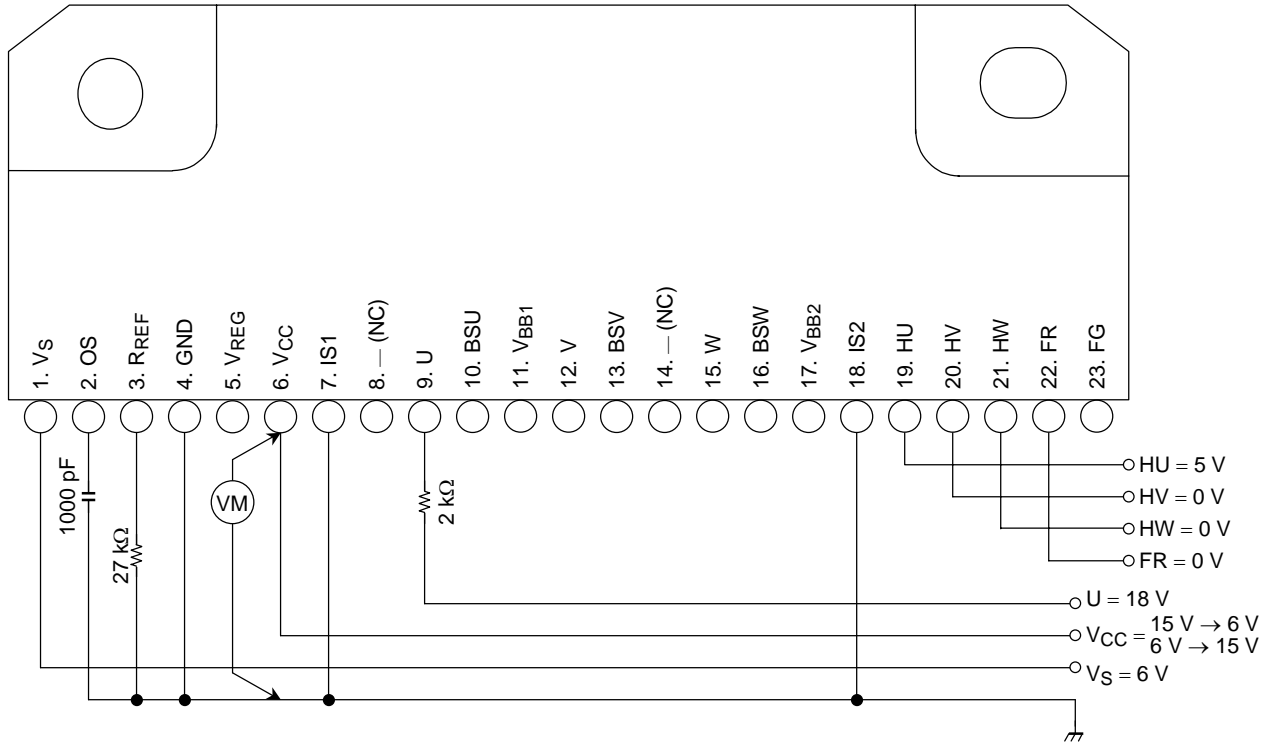 1. VS
2. OS
3. RREF
4. GND
5. VREG
6. VCC
7. IS1
8. — (NC)
9. U
10. BSU
11. VBB1
12. V
13. BSV
14. — (NC)
15. W
16. BSW
17. VBB2
18. IS2
19. HU
20. HV
21. HW
22. FR
23. FG
1000 pF
27 kΩ
VM
2 kΩ
HU = 5 V
HV = 0 V
HW = 0 V
FR = 0 V
U = 18 V
VCC = 15 V → 6 V
6 V → 15 V
VS = 6 V